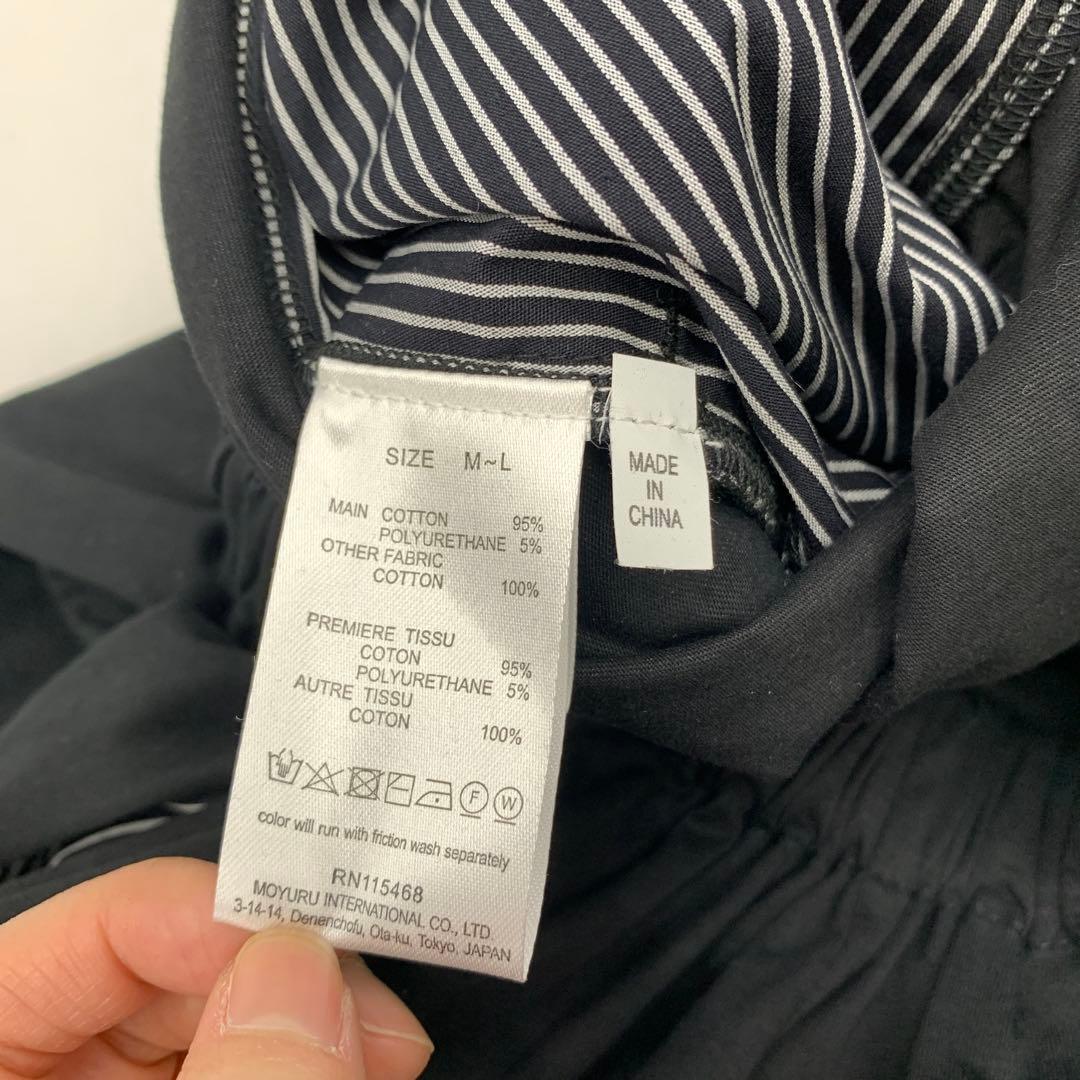 SIZE M~L
MAIN COTTON 95%
POLYURETHANE 5%
OTHER FABRIC
COTTON 100%
PREMIERE TISSU
COTON 95%
POLYURETHANE 5%
AUTRE TISSU
COTON 100%
F W
color will run with friction wash separately
RN115468
MOYURU INTERNATIONAL CO., LTD.
3-14-14, Denenchofu, Ota-ku, Tokyo, JAPAN
MADE
IN
CHINA